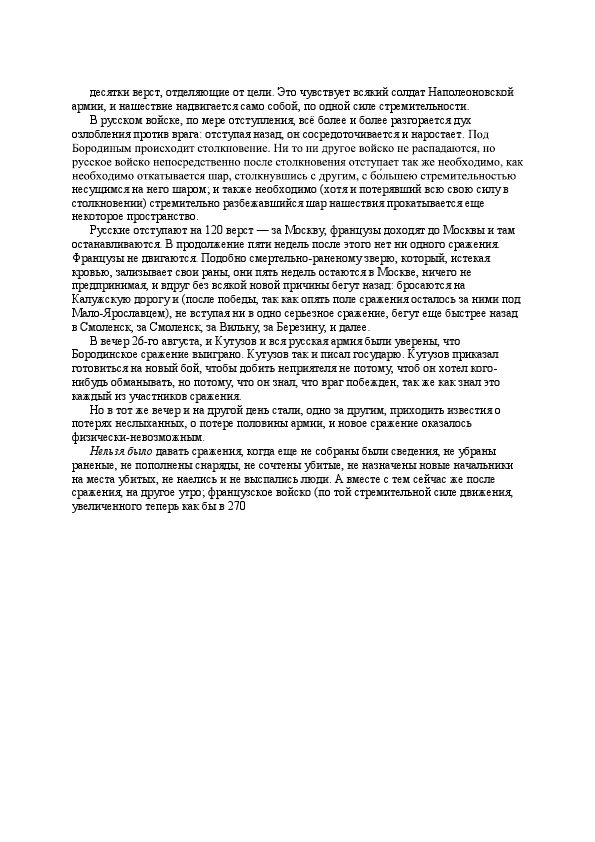 десятки верст, отделяющие от цели. Это чувствует всякий солдат Наполеоновской
армии, и нашествие надвигается само собой, по одной силе стремительности.
В русском войске, по мере отступления, всё более и более разгорается дух
озлобления против врага: отступая назад, он сосредоточивается и наростает. Под
Бородиным происходит столкновение. Ни то ни другое войско не распадаются, но
русское войско непосредственно после столкновения отступает так же необходимо, как
необходимо откатывается шар, столкнувшись с другим, с бо́льшею стремительностью
несущимся на него шаром; и также необходимо (хотя и потерявший всю свою силу в
столкновении) стремительно разбежавшийся шар нашествия прокатывается еще
некоторое пространство.
Русские отступают на 120 верст — за Москву, французы доходят до Москвы и там
останавливаются. В продолжение пяти недель после этого нет ни одного сражения.
Французы не двигаются. Подобно смертельно-раненому зверю, который, истекая
кровью, зализывает свои раны, они пять недель остаются в Москве, ничего не
предпринимая, и вдруг без всякой новой причины бегут назад: бросаются на
Калужскую дорогу и (после победы, так как опять поле сражения осталось за ними под
Мало-Ярославцем), не вступая ни в одно серьезное сражение, бегут еще быстрее назад
в Смоленск, за Смоленск, за Вильну, за Березину, и далее.
В вечер 26-го августа, и Кутузов и вся русская армия были уверены, что
Бородинское сражение выиграно. Кутузов так и писал государю. Кутузов приказал
готовиться на новый бой, чтобы добить неприятеля не потому, чтоб он хотел кого-
нибудь обманывать, но потому, что он знал, что враг побежден, так же как знал это
каждый из участников сражения.
Но в тот же вечер и на другой день стали, одно за другим, приходить известия о
потерях неслыханных, о потере половины армии, и новое сражение оказалось
физически-невозможным.
Нельзя было давать сражения, когда еще не собраны были сведения, не убраны
раненые, не пополнены снаряды, не сочтены убитые, не назначены новые начальники
на места убитых, не наелись и не выспались люди. А вместе с тем сейчас же после
сражения, на другое утро; французское войско (по той стремительной силе движения,
увеличенного теперь как бы в 270